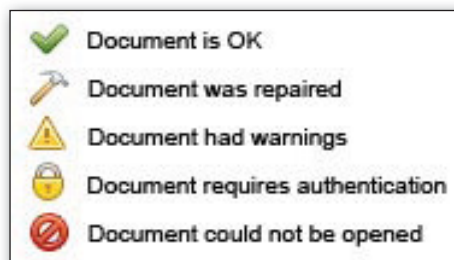 Document is OK
Document was repaired
Document had warnings
Document requires authentication
Document could not be opened